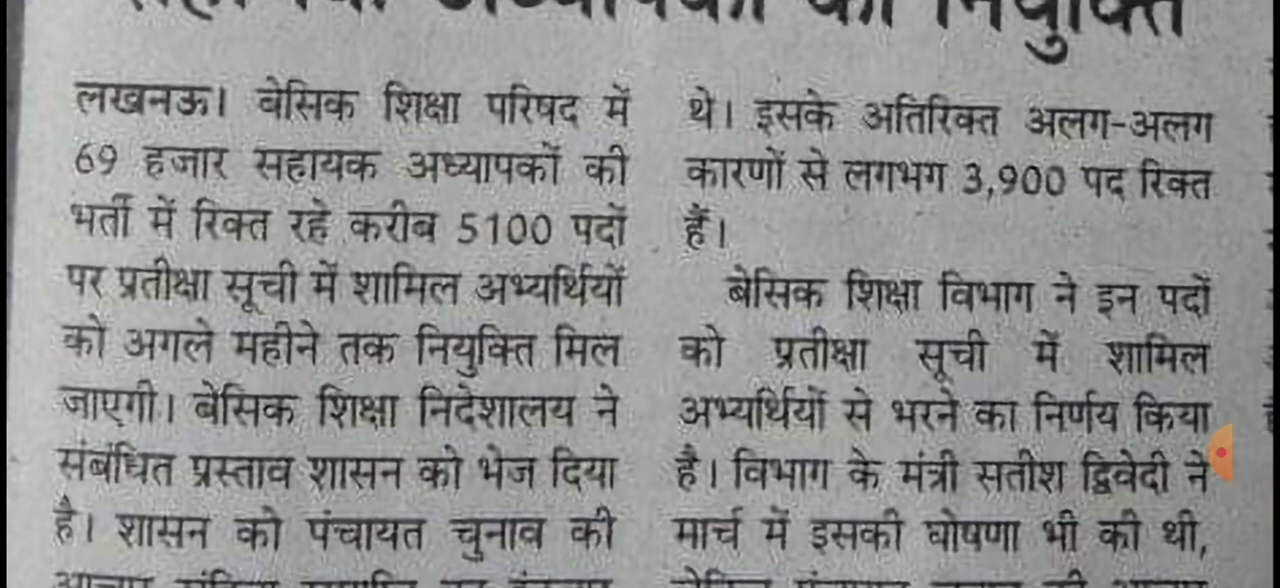 की नियुक्ति
लखनऊ। बेसिक शिक्षा परिषद में
69 हजार सहायक अध्यापकों की
भर्ती में रिक्त रहे करीब 5100 पदों
पर प्रतीक्षा सूची में शामिल अभ्यर्थियों
को अगले महीने तक नियुक्ति मिल
जाएगी। बेसिक शिक्षा निदेशालय ने
संबंधित प्रस्ताव शासन को भेज दिया
है। शासन को पंचायत चुनाव की
थे। इसके अतिरिक्त अलग-अलग
कारणों से लगभग 3,900 पद रिक्त
हैं।
बेसिक शिक्षा विभाग ने इन पदों
को प्रतीक्षा सूची में शामिल
अभ्यर्थियों से भरने का निर्णय किया
है। विभाग के मंत्री सतीश द्विवेदी ने
मार्च में इसकी घोषणा भी की थी,